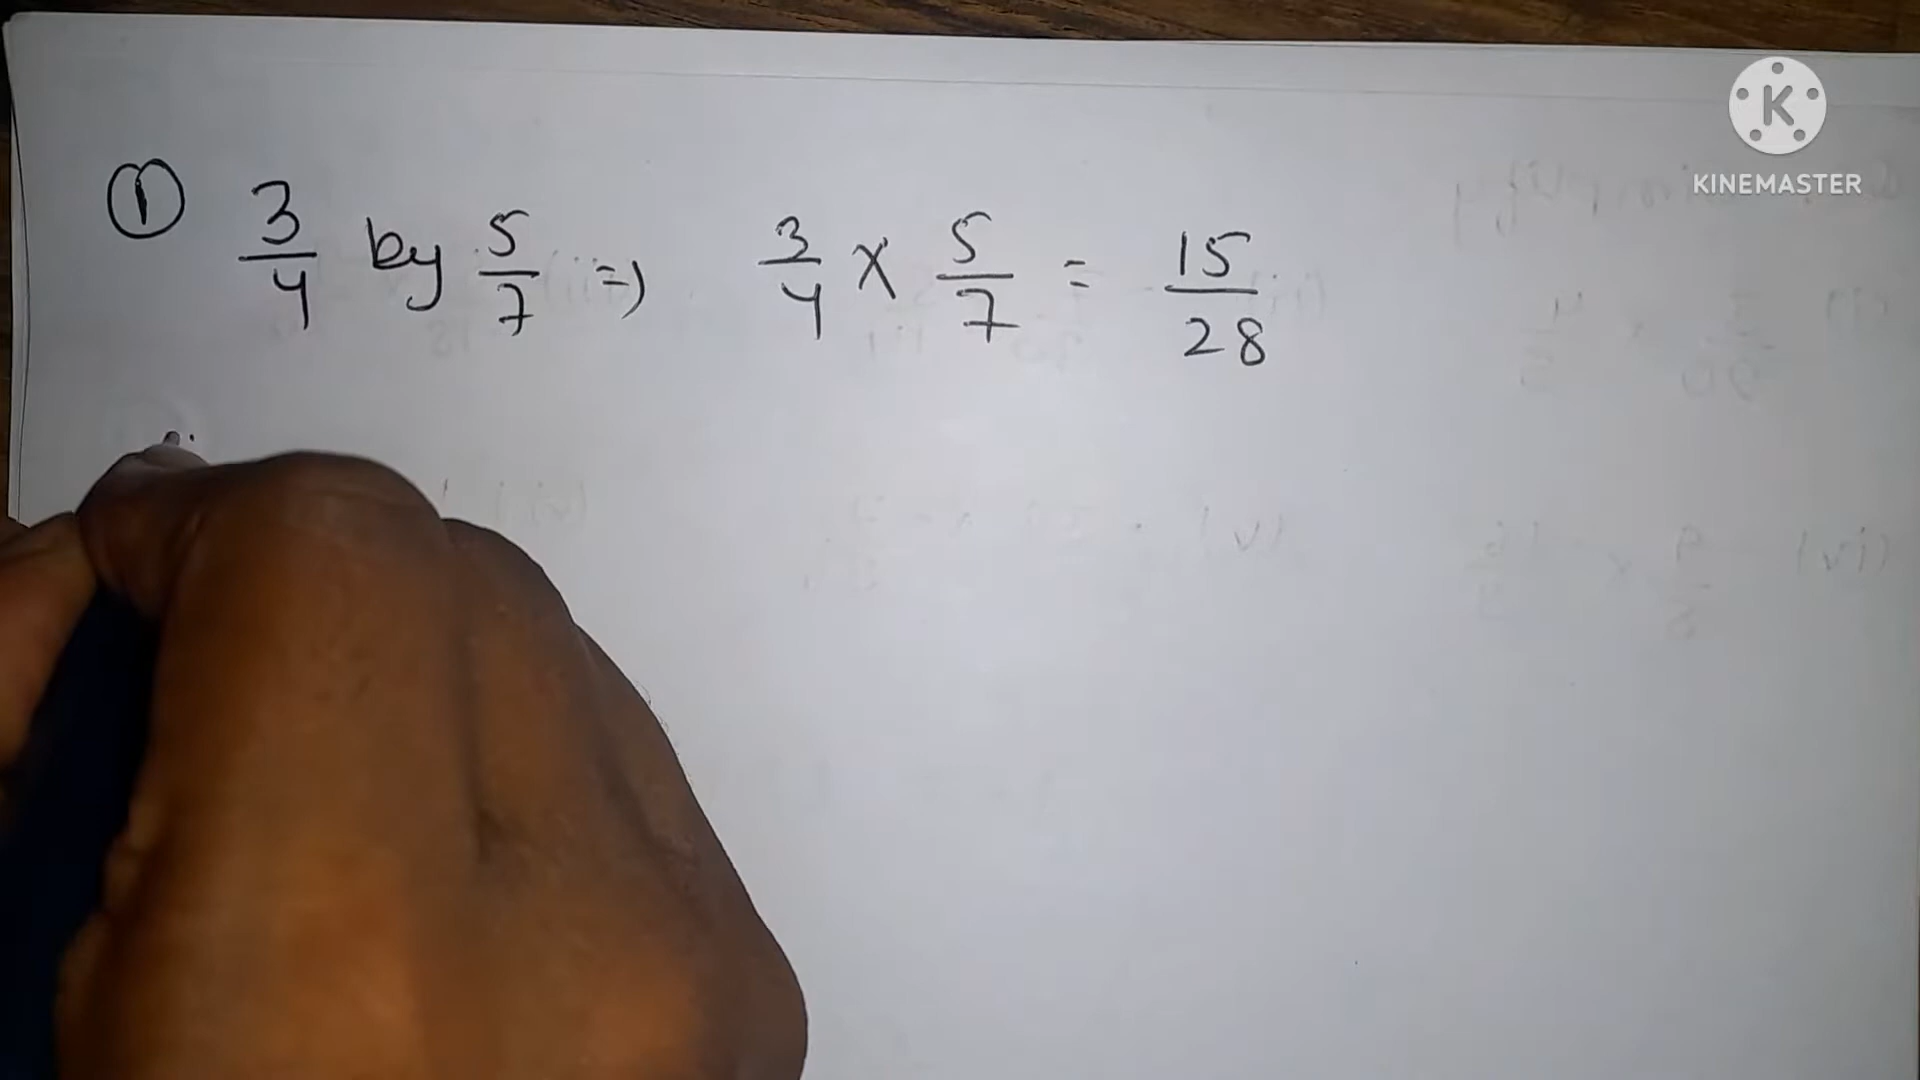 ① 3/4 by 5/7 => 3/4 × 5/7 = 15/28
K
KINEMASTER